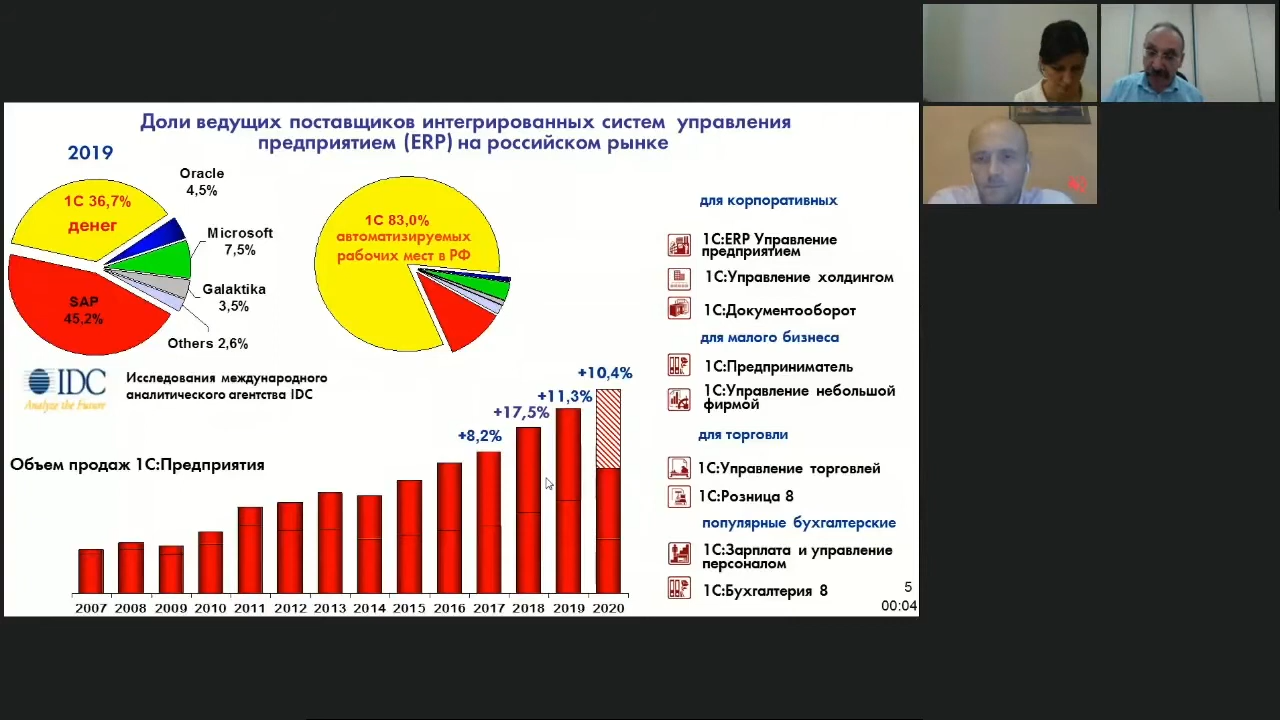 Доли ведущих поставщиков интегрированных систем управления
предприятием (ERP) на российском рынке
2019
Oracle
4,5%
1С 36,7%
денег
Microsoft
7,5%
Galaktika
3,5%
SAP
45,2%
Others 2,6%
1С 83,0%
автоматизируемых
рабочих мест в РФ
IDC
Analyze the Future
Исследования международного
аналитического агентства IDC
Объем продаж 1С:Предприятия
+8,2%
+17,5%
+11,3%
+10,4%
2007 2008 2009 2010 2011 2012 2013 2014 2015 2016 2017 2018 2019 2020
для корпоративных
1С:ERP Управление
предприятием
1С:Управление холдингом
1С:Документооборот
для малого бизнеса
1С:Предприниматель
1С:Управление небольшой
фирмой
для торговли
1С:Управление торговлей
1С:Розница 8
популярные бухгалтерские
1С:Зарплата и управление
персоналом
1С:Бухгалтерия 8
5
00:04